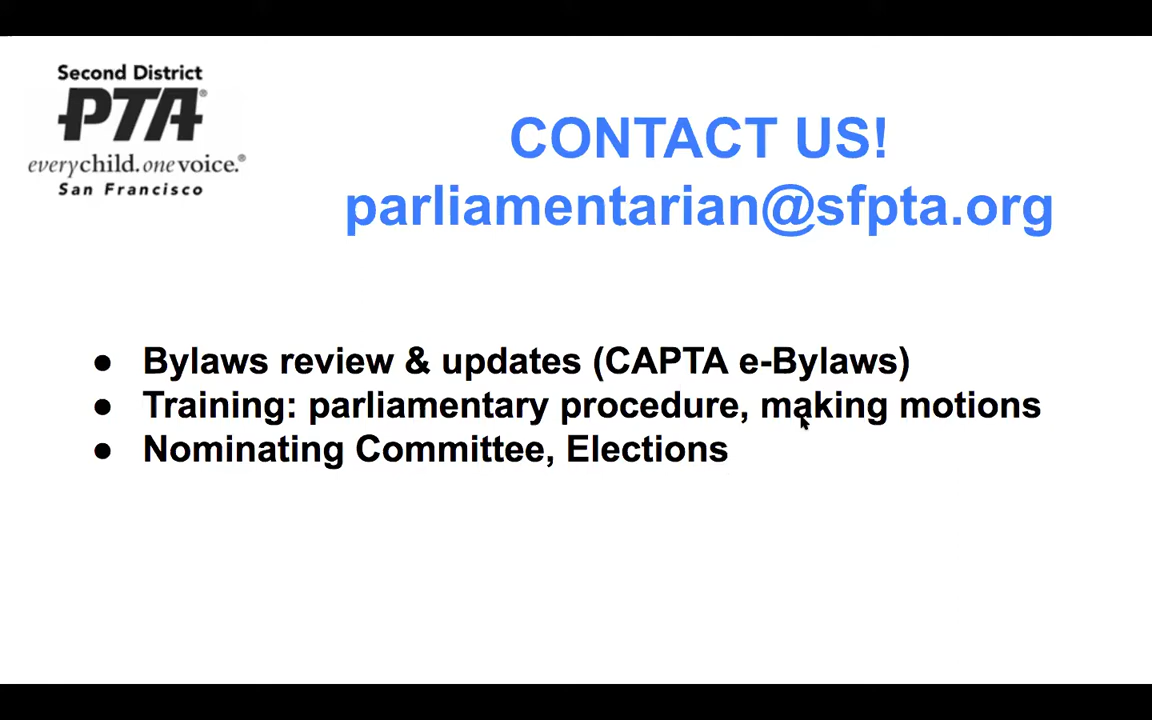 Second District
PTA®
everychild.onevoice.®
San Francisco
CONTACT US!
parliamentarian@sfpta.org
● Bylaws review & updates (CAPTA e-Bylaws)
● Training: parliamentary procedure, making motions
● Nominating Committee, Elections